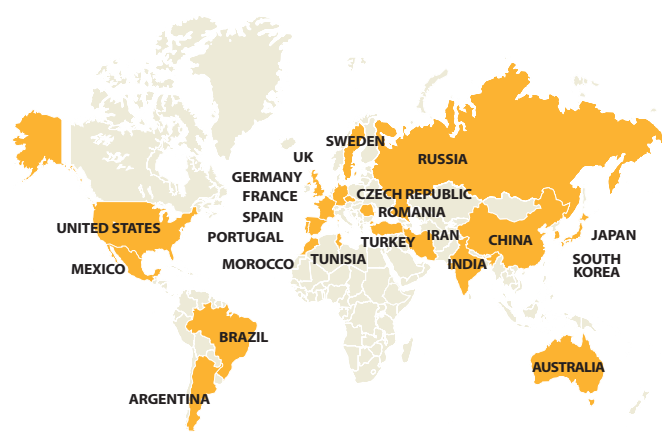 SWEDEN
UK
RUSSIA
GERMANY
FRANCE
CZECH REPUBLIC
SPAIN
ROMANIA
UNITED STATES
PORTUGAL
TURKEY
IRAN
CHINA
JAPAN
MEXICO
MOROCCO
TUNISIA
INDIA
SOUTH
KOREA
BRAZIL
AUSTRALIA
ARGENTINA